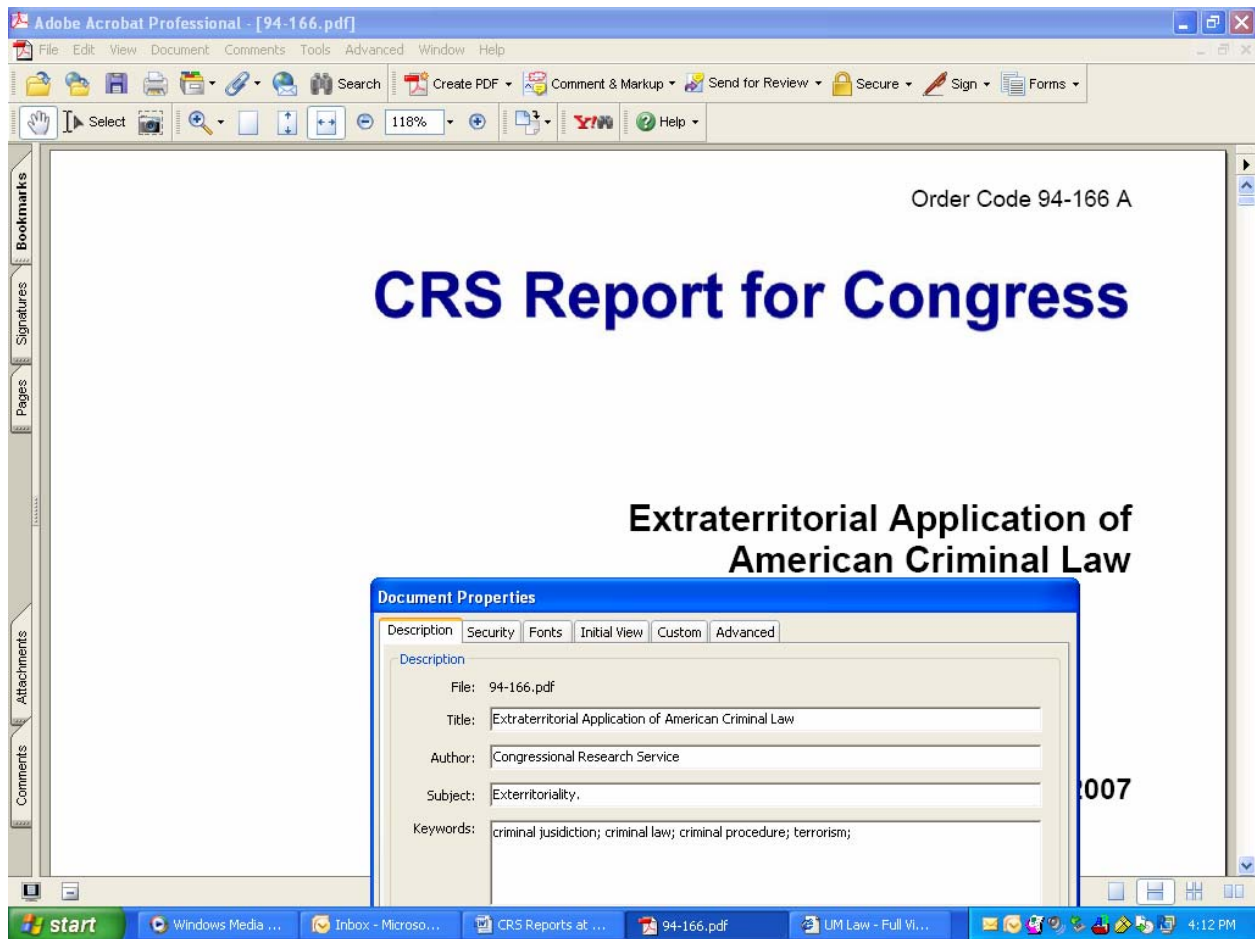 Adobe Acrobat Professional - [94-166.pdf]
File Edit View Document Comments Tools Advanced Window Help
Search Create PDF Comment & Markup Send for Review Secure Sign Forms
Select 118% Y! Help
Bookmarks
Signatures
Pages
Attachments
Comments
Order Code 94-166 A
CRS Report for Congress
Extraterritorial Application of
American Criminal Law
2007
Document Properties
Description Security Fonts Initial View Custom Advanced
Description
File: 94-166.pdf
Title: Extraterritorial Application of American Criminal Law
Author: Congressional Research Service
Subject: Exterritoriality.
Keywords: criminal jusidiction; criminal law; criminal procedure; terrorism;
start Windows Media ... Inbox - Microso... CRS Reports at ... 94-166.pdf UM Law - Full Vi... 4:12 PM